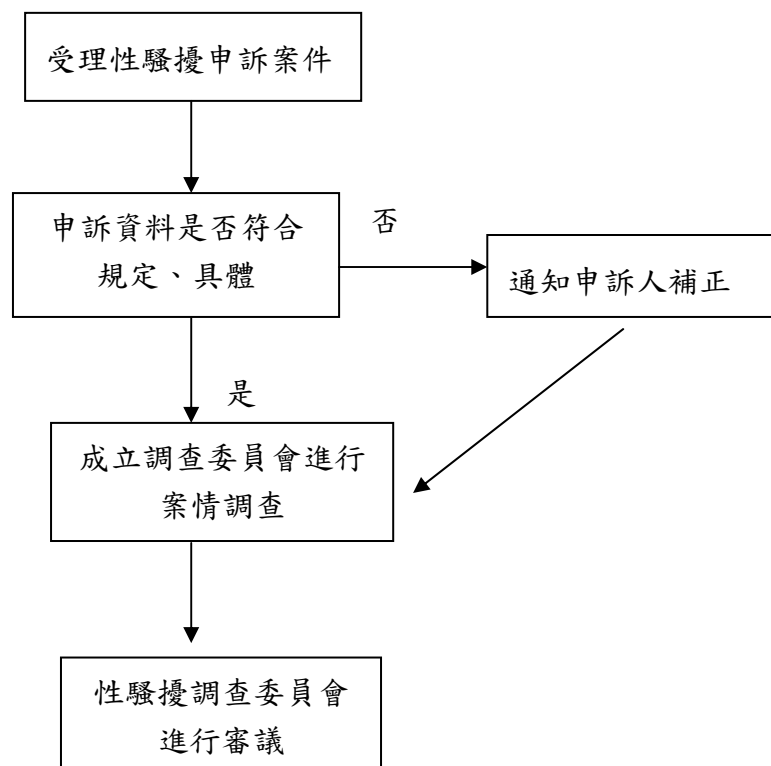 受理性騷擾申訴案件
申訴資料是否符合
規定、具體
否
通知申訴人補正
是
成立調查委員會進行
案情調查
性騷擾調查委員會
進行審議